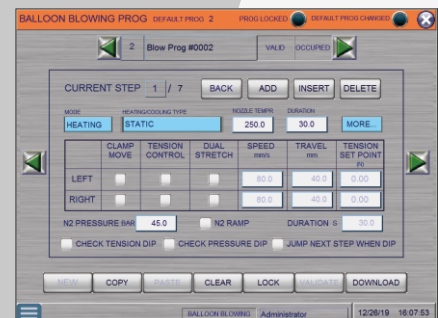 BALLOON BLOWING PROG DEFAULT PROG 2 PROG LOCKED DEFAULT PROG CHANGED
2 Blow Prog #0002 VALID OCCUPIED
CURRENT STEP 1 / 7 BACK ADD INSERT DELETE
MODE HEATING/COOLING TYPE NOZZLE TEMPR. DURATION
HEATING STATIC 250.0 30.0 MORE...
CLAMP MOVE TENSION CONTROL DUAL STRETCH SPEED mm/s TRAVEL mm TENSION SET POINT (N)
LEFT 80.0 40.0 0.00
RIGHT 80.0 40.0 0.00
N2 PRESSURE BAR 45.0 N2 RAMP DURATION S 30.0
CHECK TENSION DIP CHECK PRESSURE DIP JUMP NEXT STEP WHEN DIP
NEW COPY PASTE CLEAR LOCK VALIDATE DOWNLOAD
BALLOON BLOWING Administrator 12/26/19 16:07:53